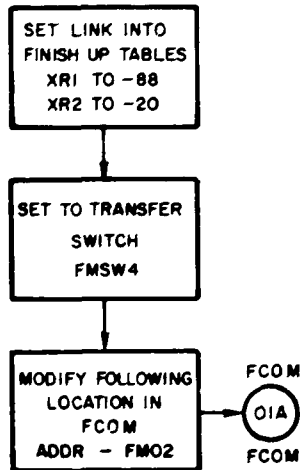 SET LINK INTO
FINISH UP TABLES
XR1 TO -88
XR2 TO -20
SET TO TRANSFER
SWITCH
FMSW4
MODIFY FOLLOWING
LOCATION IN
FCOM
ADDR - FM02
FCOM
01A
FCOM